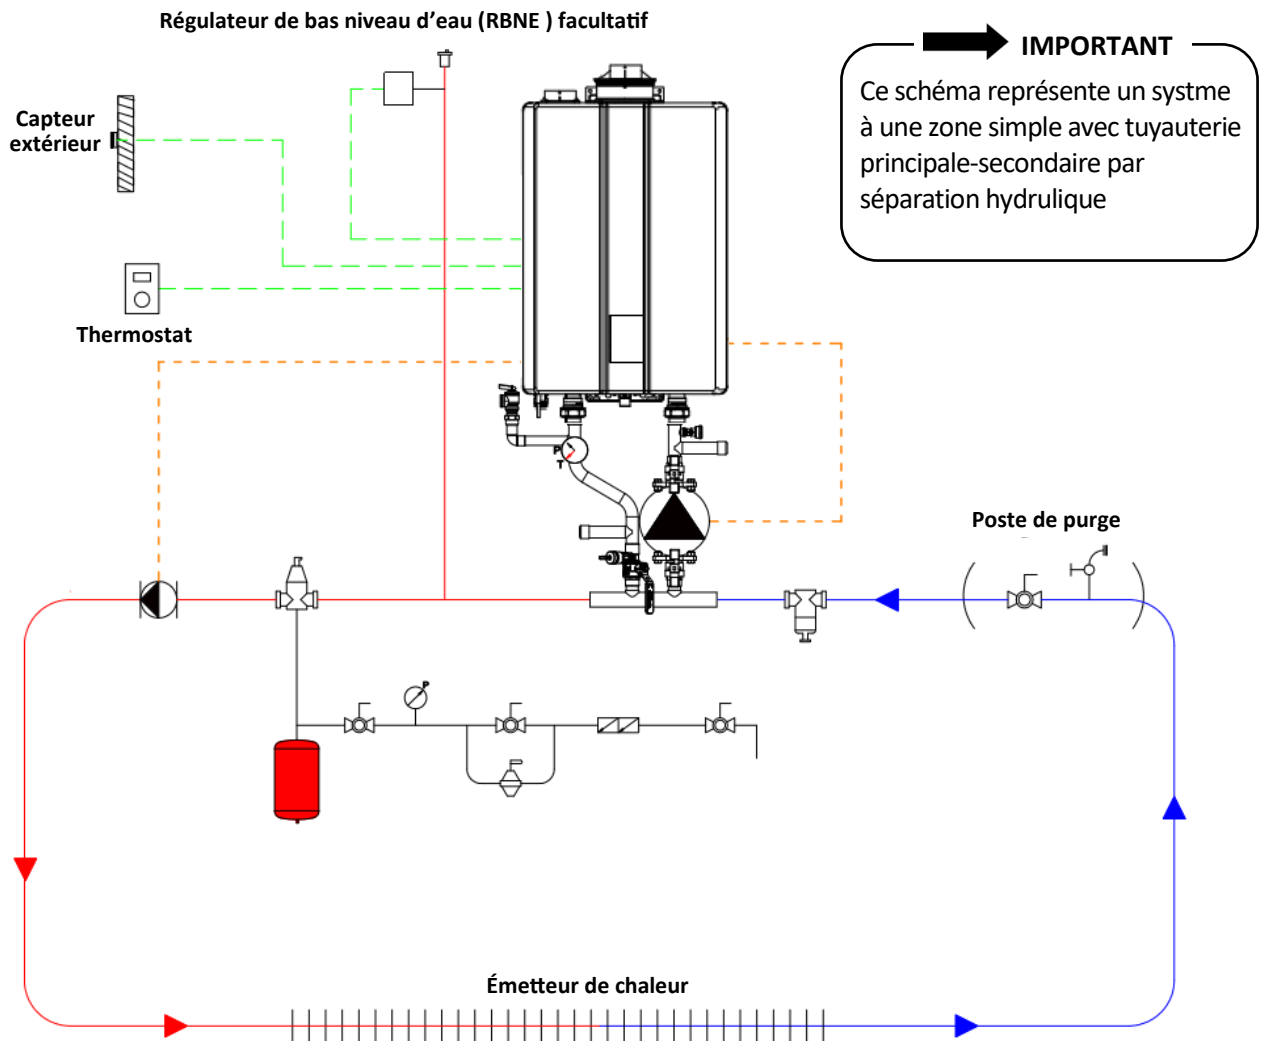 Régulateur de bas niveau d'eau (RBNE ) facultatif
IMPORTANT
Ce schéma représente un systme
à une zone simple avec tuyauterie
principale-secondaire par
séparation hydrulique
Capteur
extérieur
Thermostat
P
T
Poste de purge
P
Émetteur de chaleur